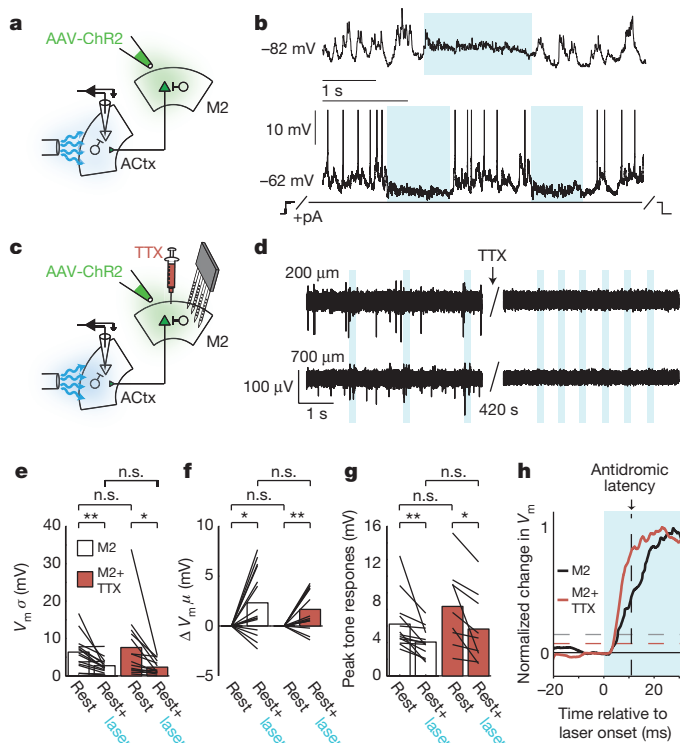 a
AAV-ChR2
M2
ACtx
b
–82 mV
1 s
10 mV
–62 mV
+pA
c
AAV-ChR2
TTX
M2
ACtx
d
TTX
200 µm
700 µm
100 µV
1 s
420 s
e
n.s.
n.s.
** *
M2
M2+
TTX
Vm σ (mV)
40
30
20
10
0
Rest
Rest+
laser
Rest
Rest+
laser
f
n.s.
n.s.
* **
Δ Vm µ (mV)
10
5
0
–5
Rest
Rest+
laser
Rest
Rest+
laser
g
n.s.
n.s.
** *
Peak tone respones (mV)
16
12
8
4
0
Rest
Rest+
laser
Rest
Rest+
laser
h
Antidromic
latency
M2
M2+
TTX
Normalized change in Vm
1
0
–20 0 20
Time relative to
laser onset (ms)